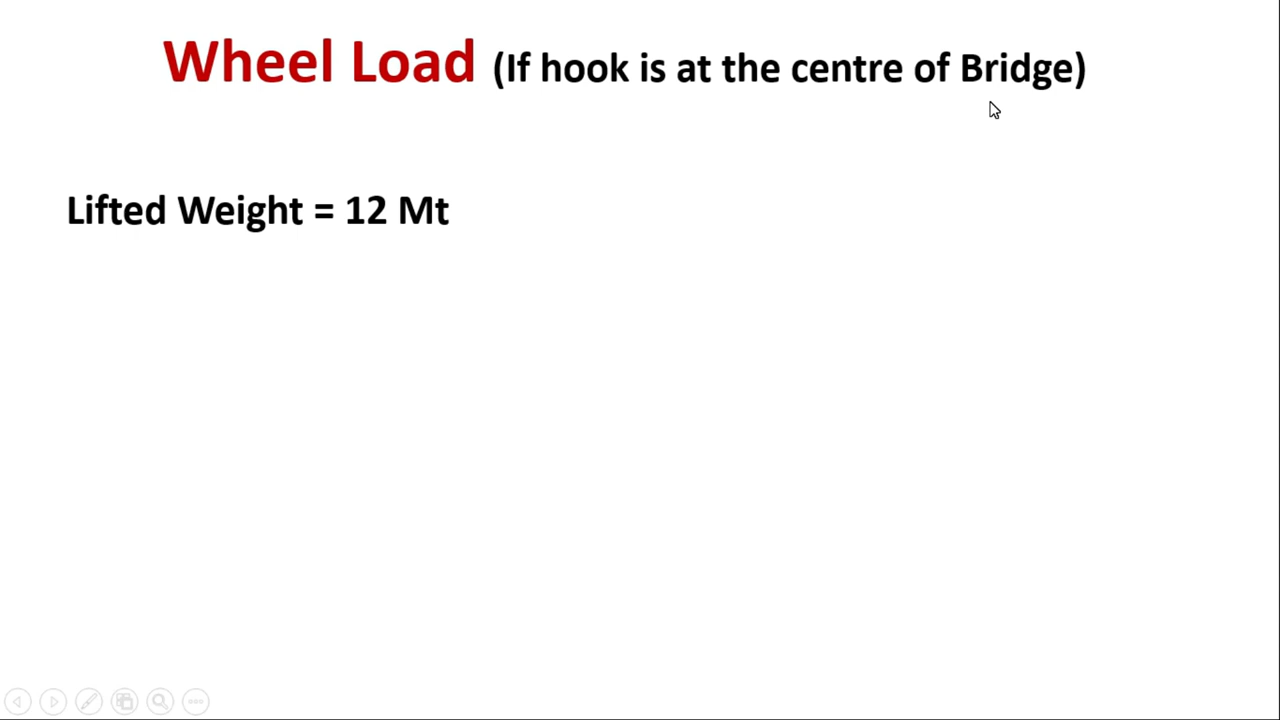 Wheel Load (If hook is at the centre of Bridge)
Lifted Weight = 12 Mt